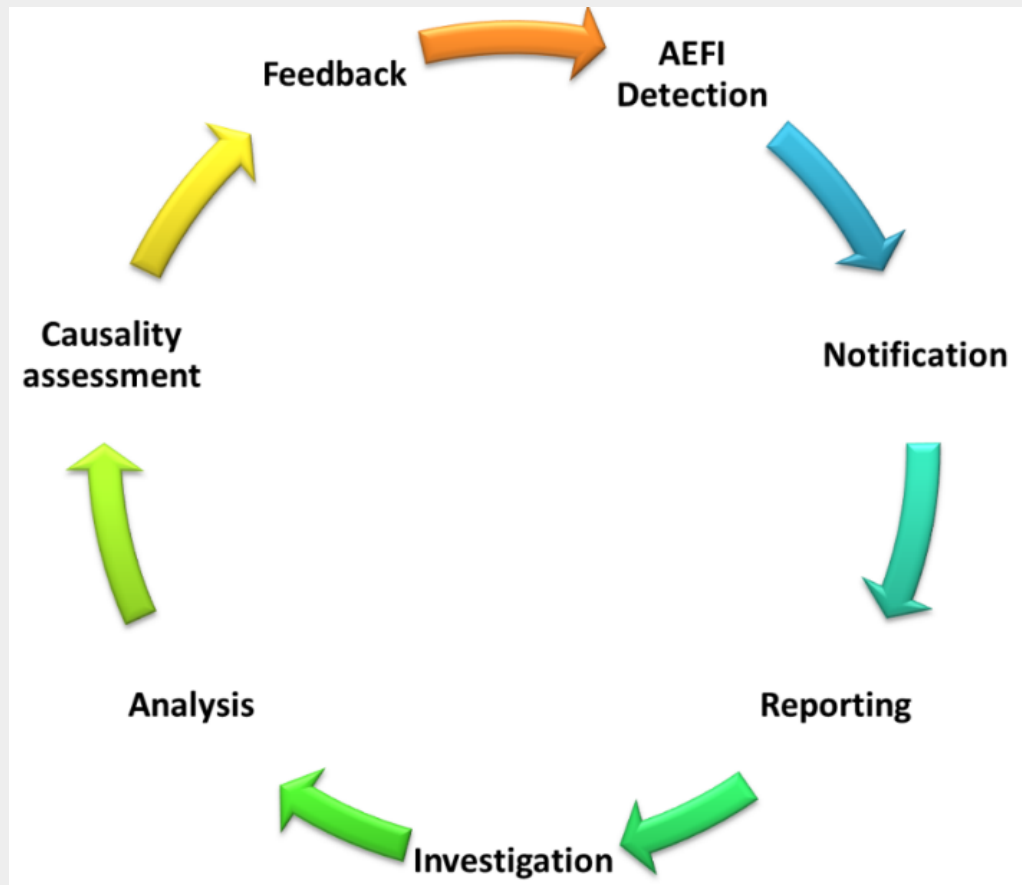 Feedback
AEFI
Detection
Notification
Reporting
Investigation
Analysis
Causality
assessment